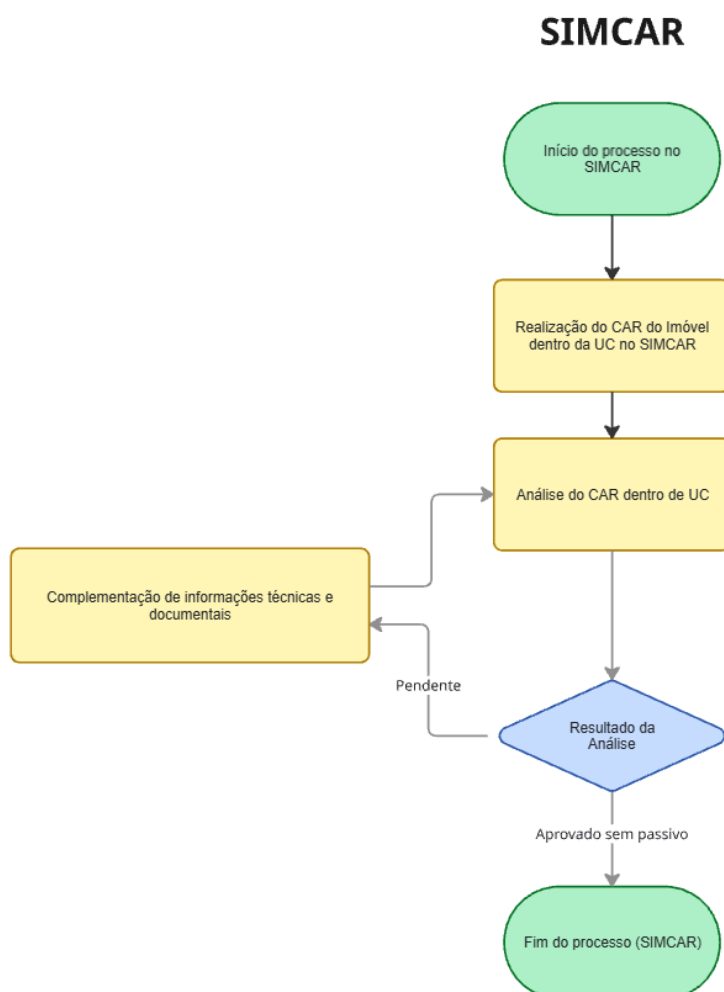 SIMCAR
Início do processo no
SIMCAR
Realização do CAR do Imóvel
dentro da UC no SIMCAR
Análise do CAR dentro de UC
Complementação de informações técnicas e
documentais
Pendente
Resultado da
Análise
Aprovado sem passivo
Fim do processo (SIMCAR)